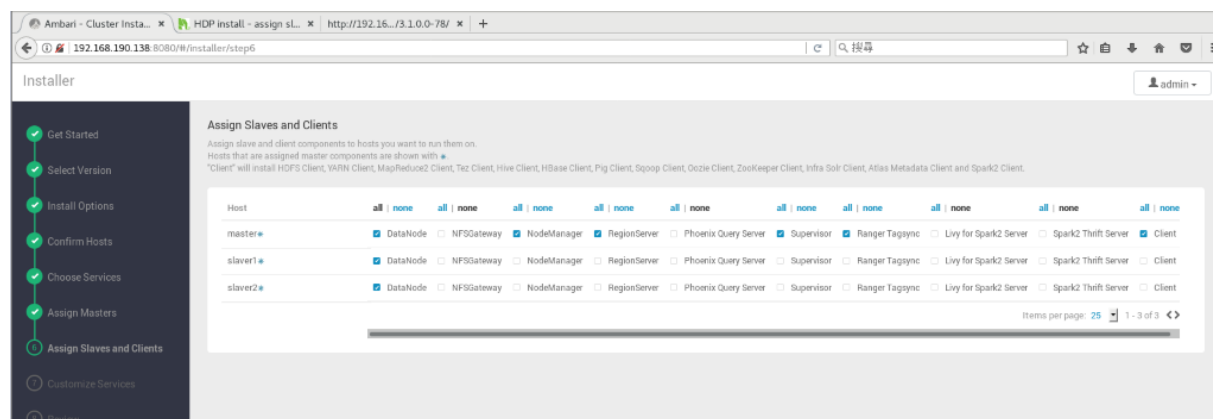 Ambari - Cluster Insta... × HDP install - assign sl... × http://192.16.../3.1.0.0-78/ × +
192.168.190.138:8080/#/installer/step6 搜尋
Installer admin
Get Started
Select Version
Install Options
Confirm Hosts
Choose Services
Assign Masters
6 Assign Slaves and Clients
7 Customize Services
8 Review
Assign Slaves and Clients
Assign slave and client components to hosts you want to run them on.
Hosts that are assigned master components are shown with ✵.
"Client" will install HDFS Client, YARN Client, MapReduce2 Client, Tez Client, Hive Client, HBase Client, Pig Client, Sqoop Client, Oozie Client, ZooKeeper Client, Infra Solr Client, Atlas Metadata Client and Spark2 Client.
Host all | none all | none all | none all | none all | none all | none all | none all | none all | none all | none
master✵ DataNode NFSGateway NodeManager RegionServer Phoenix Query Server Supervisor Ranger Tagsync Livy for Spark2 Server Spark2 Thrift Server Client
slaver1✵ DataNode NFSGateway NodeManager RegionServer Phoenix Query Server Supervisor Ranger Tagsync Livy for Spark2 Server Spark2 Thrift Server Client
slaver2✵ DataNode NFSGateway NodeManager RegionServer Phoenix Query Server Supervisor Ranger Tagsync Livy for Spark2 Server Spark2 Thrift Server Client
Items per page: 25 1 - 3 of 3